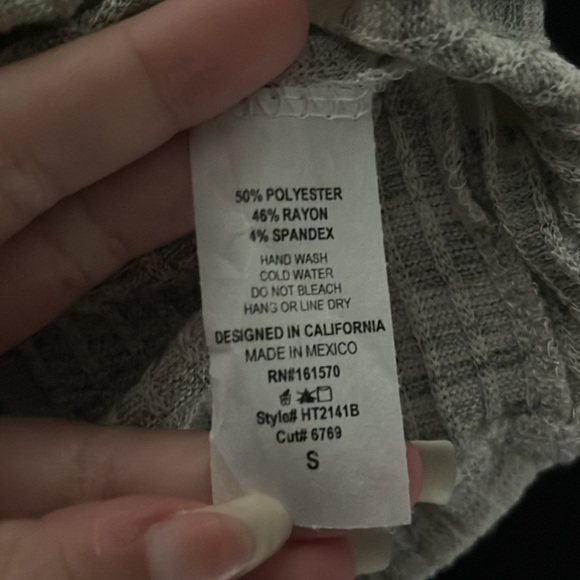 50% POLYESTER
46% RAYON
4% SPANDEX
HAND WASH
COLD WATER
DO NOT BLEACH
HANG OR LINE DRY
DESIGNED IN CALIFORNIA
MADE IN MEXICO
RN#161570
Style# HT2141B
Cut# 6769
S